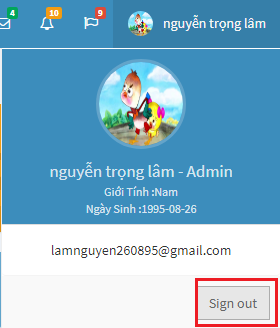 4 10 9 nguyễn trọng lâm
nguyễn trọng lâm - Admin
Giới Tính :Nam
Ngày Sinh :1995-08-26
lamnguyen260895@gmail.com
Sign out